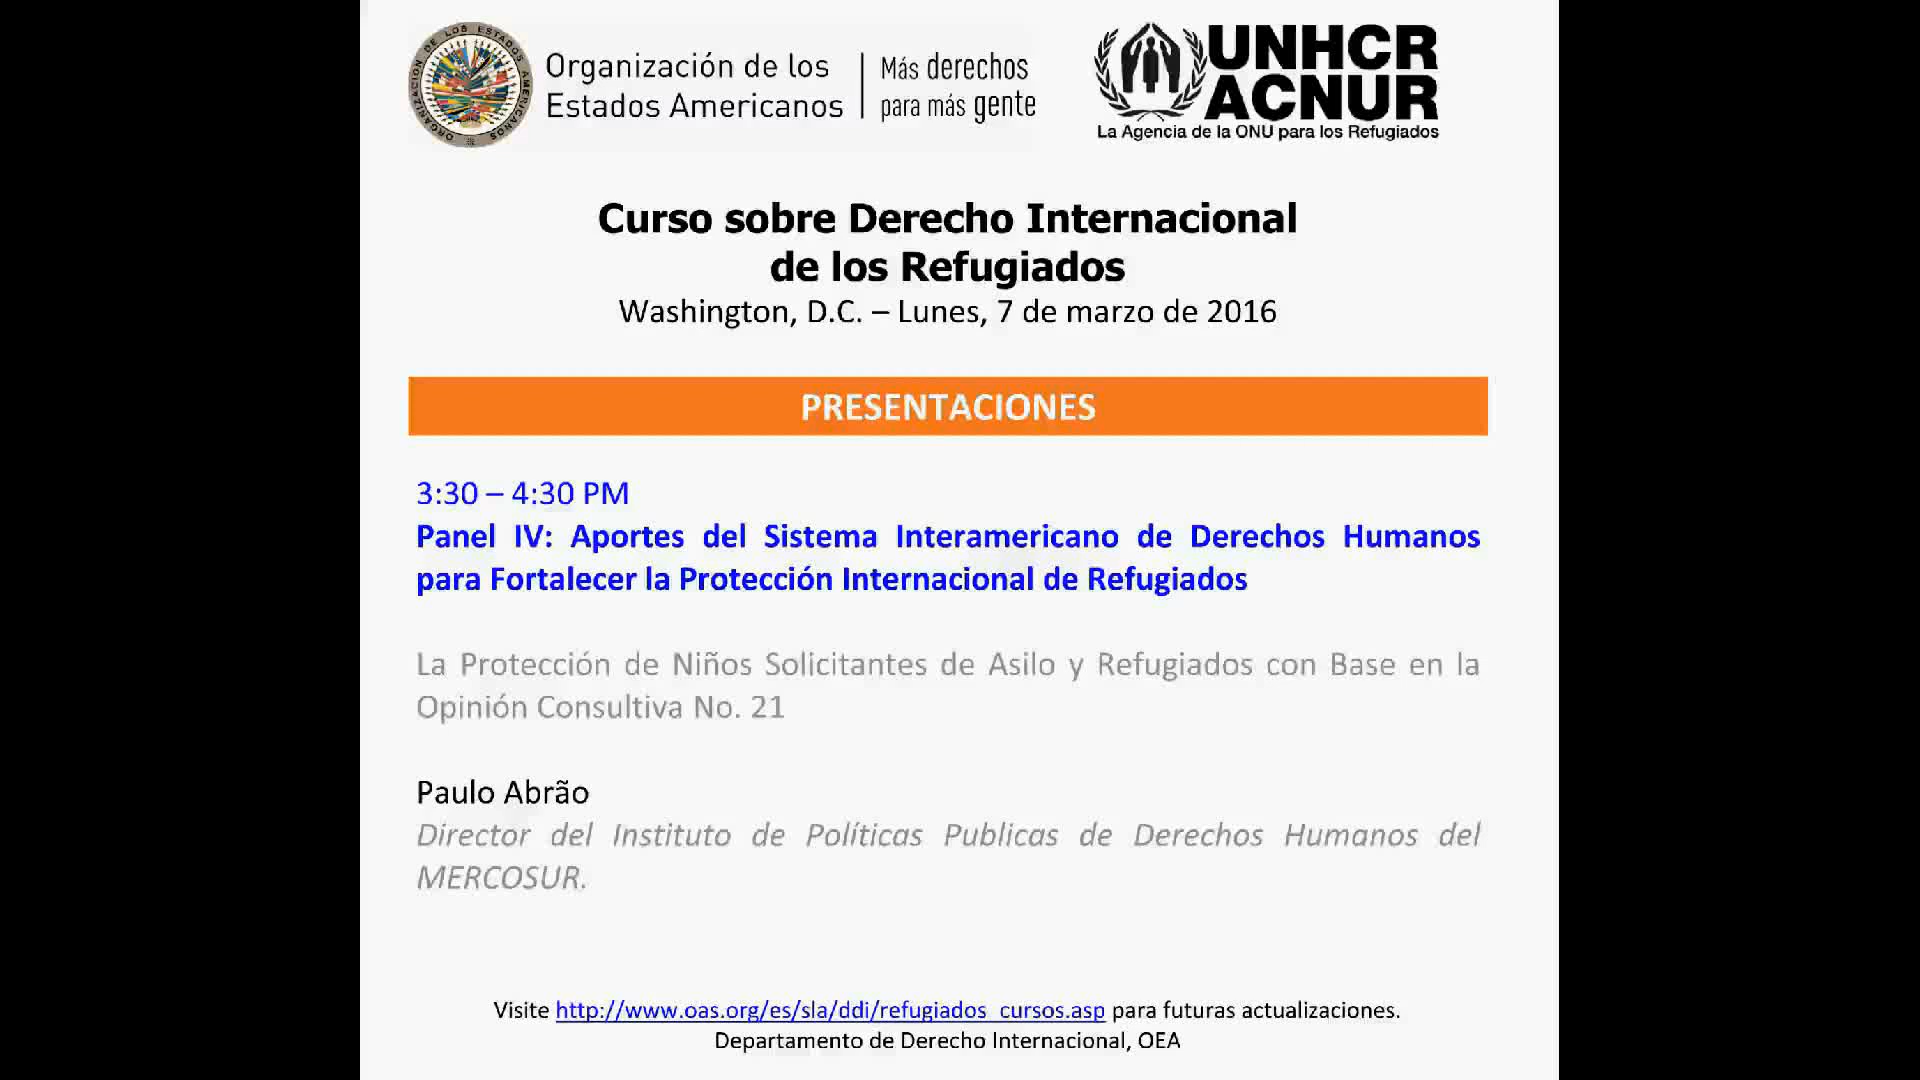 ORGANIZACION DE LOS ESTADOS AMERICANOS
Organización de los
Estados Americanos
Más derechos
para más gente
UNHCR
ACNUR
La Agencia de la ONU para los Refugiados
Curso sobre Derecho Internacional
de los Refugiados
Washington, D.C. – Lunes, 7 de marzo de 2016
PRESENTACIONES
3:30 – 4:30 PM
Panel IV: Aportes del Sistema Interamericano de Derechos Humanos
para Fortalecer la Protección Internacional de Refugiados
La Protección de Niños Solicitantes de Asilo y Refugiados con Base en la
Opinión Consultiva No. 21
Paulo Abrão
Director del Instituto de Políticas Publicas de Derechos Humanos del
MERCOSUR.
Visite http://www.oas.org/es/sla/ddi/refugiados_cursos.asp para futuras actualizaciones.
Departamento de Derecho Internacional, OEA